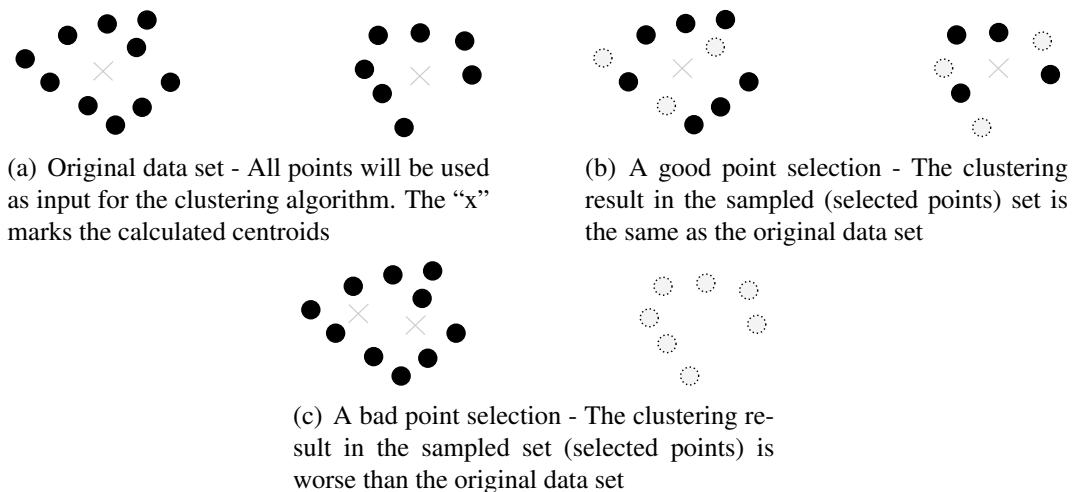 (a) Original data set - All points will be used
as input for the clustering algorithm. The “x”
marks the calculated centroids
(b) A good point selection - The clustering
result in the sampled (selected points) set is
the same as the original data set
(c) A bad point selection - The clustering re-
sult in the sampled set (selected points) is
worse than the original data set